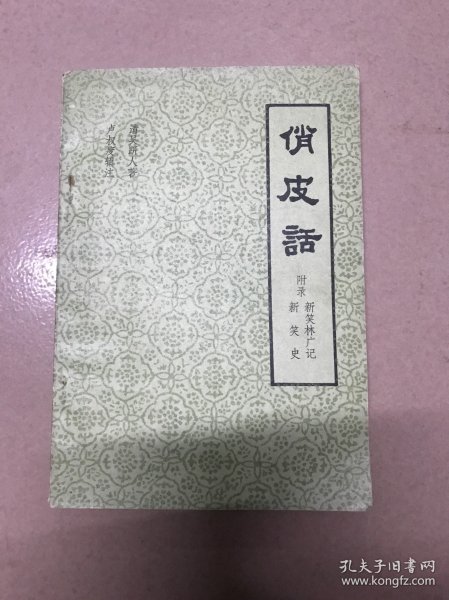 俏皮話
附录
新笑林广记
新笑史
清吴趼人著
卢叔度辑注
孔夫子旧书网
www.kongfz.com